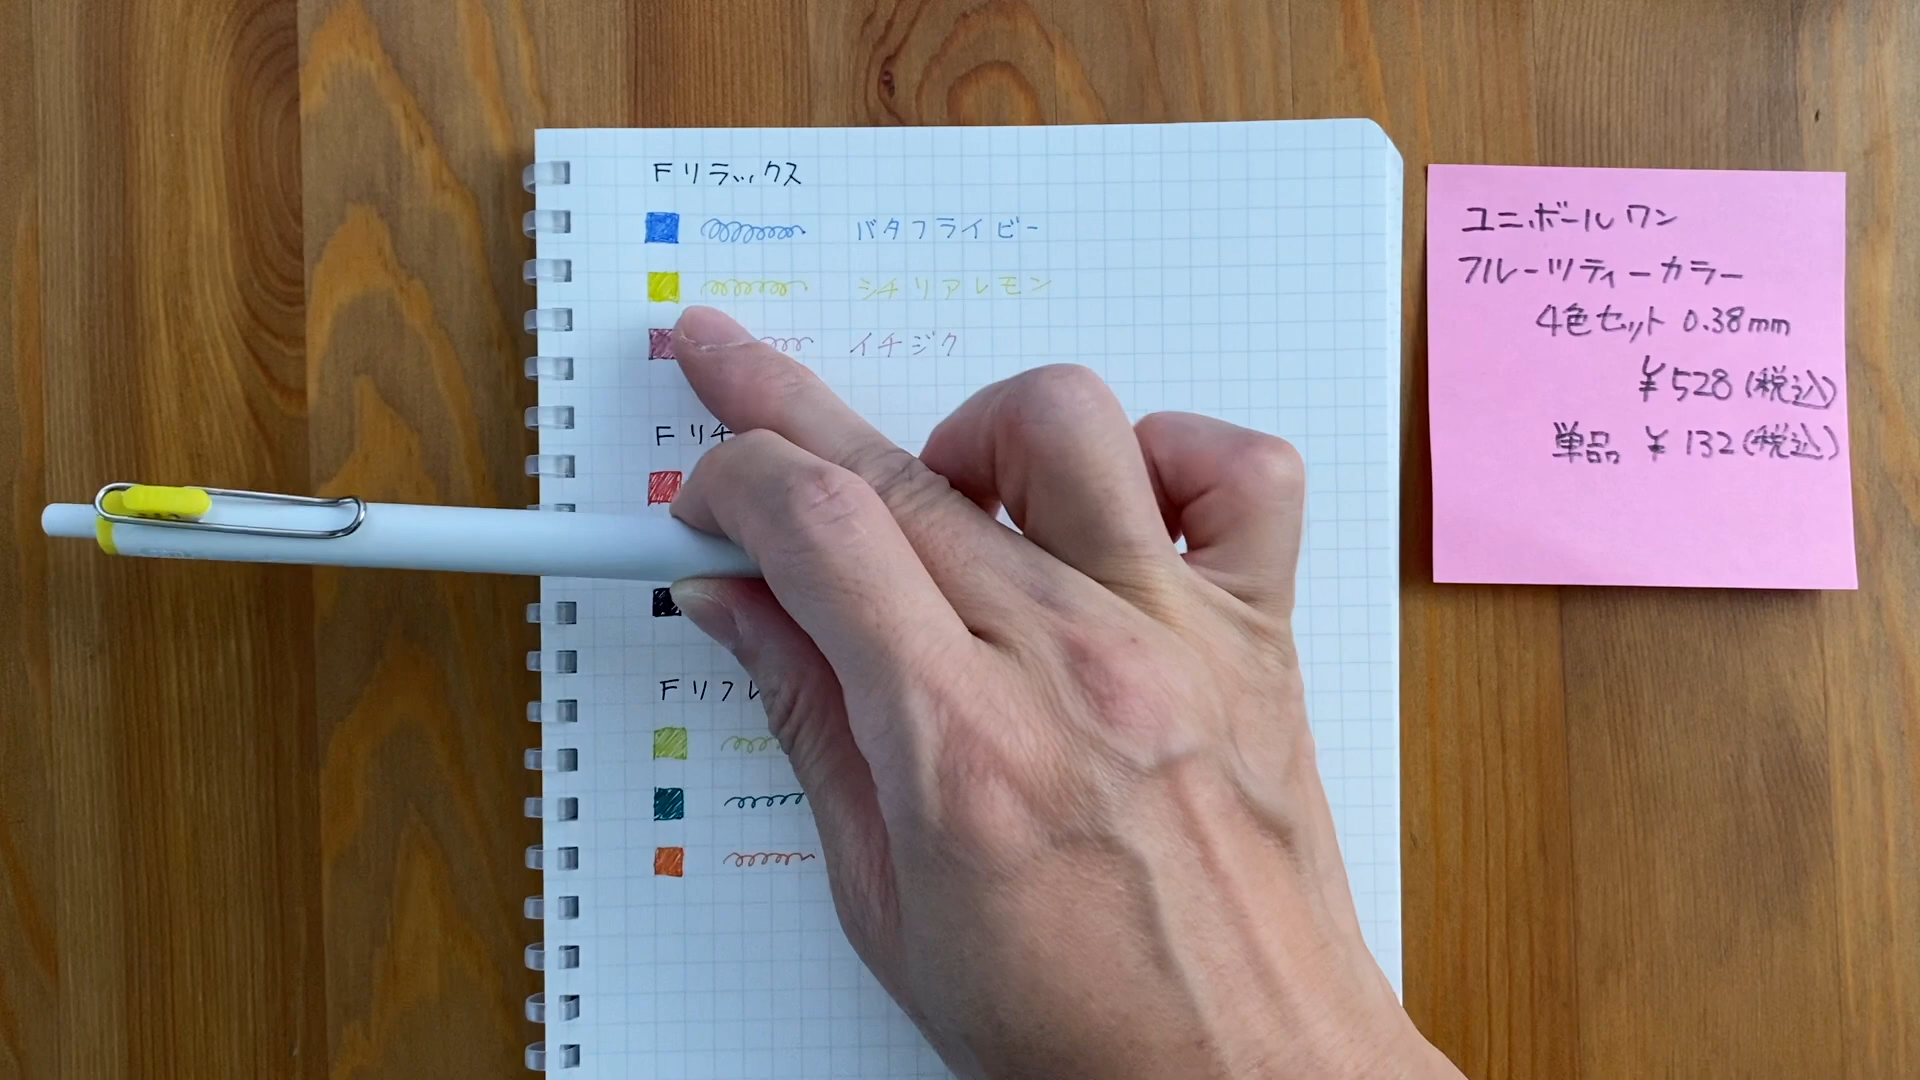 Fリラックス
バタフライピー
シチリアレモン
イチジク
Fリチ
Fリフレ
ユニボールワン
フルーツティーカラー
4色セット 0.38mm
¥528(税込)
単品 ¥132(税込)